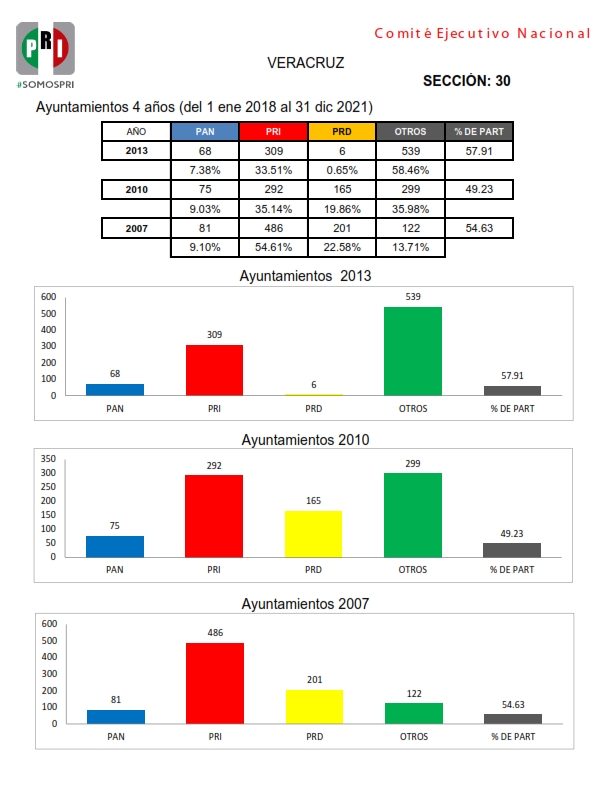 Comité Ejecutivo Nacional
PRI
#SOMOSPRI
VERACRUZ
SECCIÓN: 30
Ayuntamientos 4 años (del 1 ene 2018 al 31 dic 2021)
AÑO PAN PRI PRD OTROS % DE PART
2013 68 309 6 539 57.91
7.38% 33.51% 0.65% 58.46%
2010 75 292 165 299 49.23
9.03% 35.14% 19.86% 35.98%
2007 81 486 201 122 54.63
9.10% 54.61% 22.58% 13.71%
Ayuntamientos 2013
600
500
400
300
200
100
0
68 309 6 539 57.91
PAN PRI PRD OTROS % DE PART
Ayuntamientos 2010
350
300
250
200
150
100
50
0
75 292 165 299 49.23
PAN PRI PRD OTROS % DE PART
Ayuntamientos 2007
600
500
400
300
200
100
0
81 486 201 122 54.63
PAN PRI PRD OTROS % DE PART